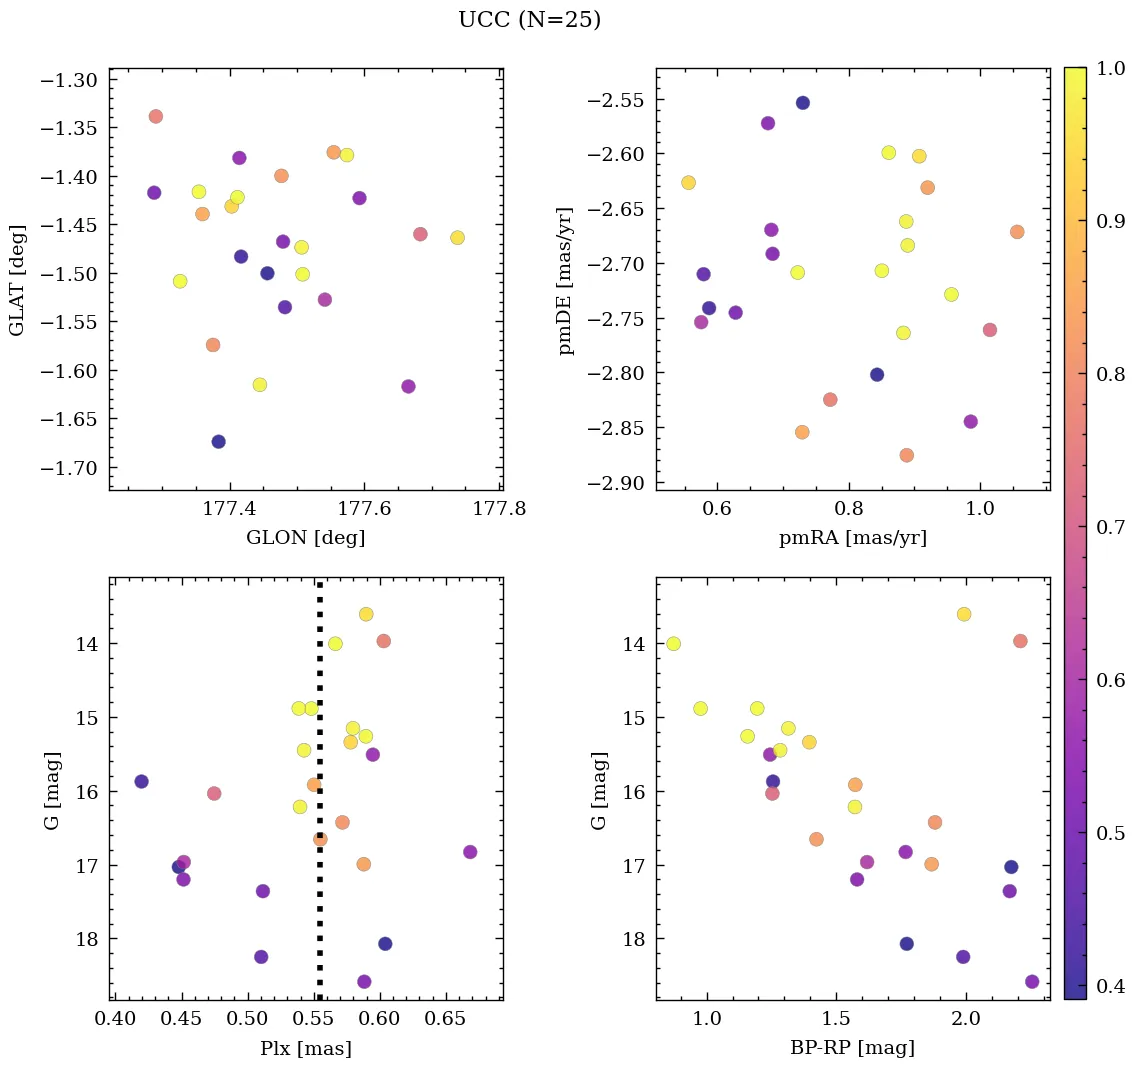 UCC (N=25)
−1.30
−1.35
−1.40
−1.45
−1.50
−1.55
−1.60
−1.65
−1.70
GLAT [deg]
177.4 177.6 177.8
GLON [deg]
−2.55
−2.60
−2.65
−2.70
−2.75
−2.80
−2.85
−2.90
pmDE [mas/yr]
0.6 0.8 1.0
pmRA [mas/yr]
14
15
16
17
18
G [mag]
0.40 0.45 0.50 0.55 0.60 0.65
Plx [mas]
14
15
16
17
18
G [mag]
1.0 1.5 2.0
BP-RP [mag]
1.0
0.9
0.8
0.7
0.6
0.5
0.4